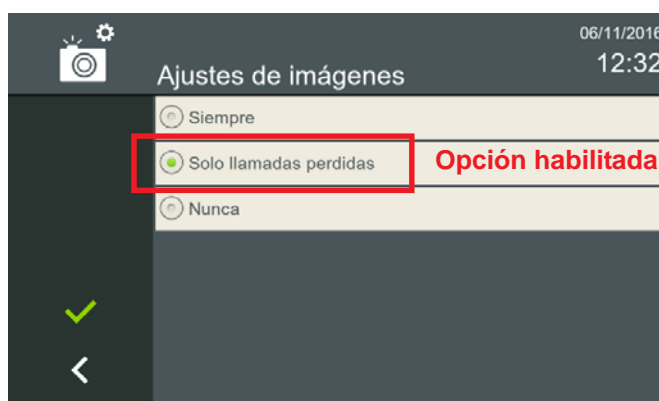 06/11/2016
12:32
Ajustes de imágenes
Siempre
Solo llamadas perdidas
Opción habilitada
Nunca